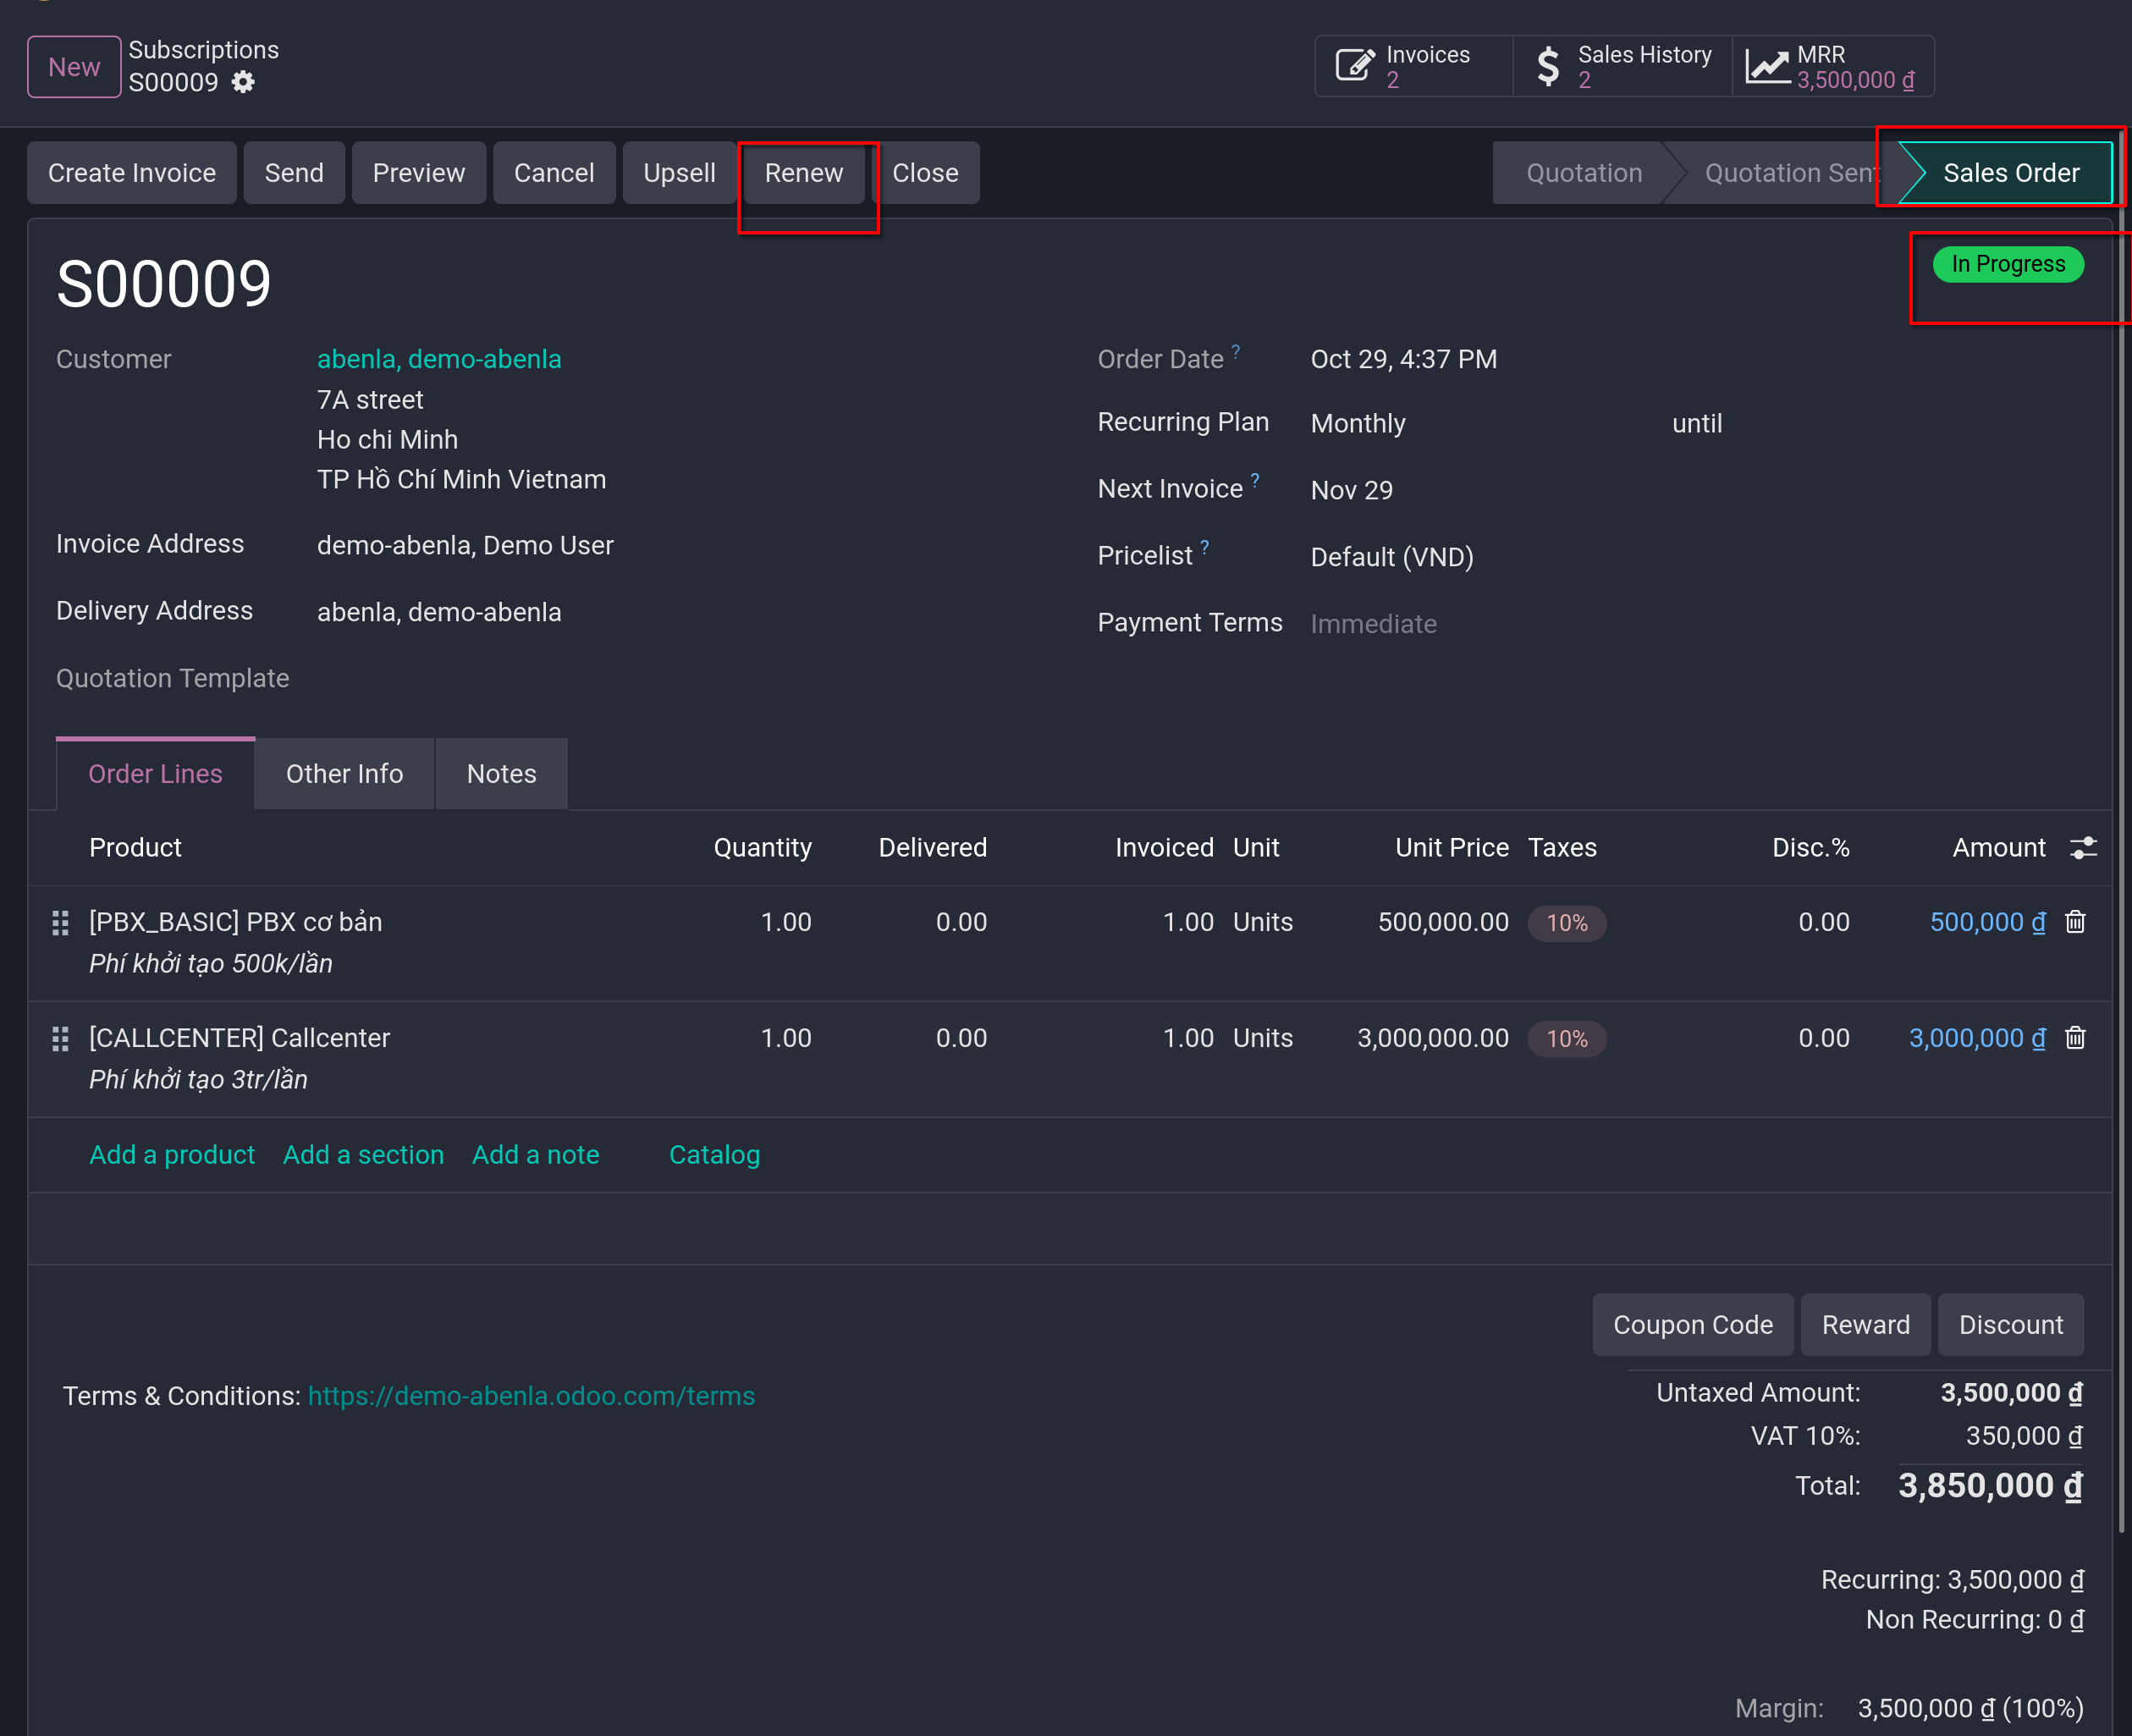 New
Subscriptions
S00009
Invoices
2
Sales History
2
MRR
3,500,000 ₫
Create Invoice
Send
Preview
Cancel
Upsell
Renew
Close
Quotation
Quotation Sent
Sales Order
S00009
In Progress
Customer
abenla, demo-abenla
7A street
Ho chi Minh
TP Hồ Chí Minh Vietnam
Invoice Address
demo-abenla, Demo User
Delivery Address
abenla, demo-abenla
Quotation Template
Order Date ?
Oct 29, 4:37 PM
Recurring Plan
Monthly
until
Next Invoice ?
Nov 29
Pricelist ?
Default (VND)
Payment Terms
Immediate
Order Lines
Other Info
Notes
Product Quantity Delivered Invoiced Unit Unit Price Taxes Disc.% Amount
[PBX_BASIC] PBX cơ bản 1.00 0.00 1.00 Units 500,000.00 10% 0.00 500,000 ₫
Phí khởi tạo 500k/lần
[CALLCENTER] Callcenter 1.00 0.00 1.00 Units 3,000,000.00 10% 0.00 3,000,000 ₫
Phí khởi tạo 3tr/lần
Add a product Add a section Add a note Catalog
Coupon Code
Reward
Discount
Terms & Conditions: https://demo-abenla.odoo.com/terms
Untaxed Amount: 3,500,000 ₫
VAT 10%: 350,000 ₫
Total: 3,850,000 ₫
Recurring: 3,500,000 ₫
Non Recurring: 0 ₫
Margin: 3,500,000 ₫ (100%)